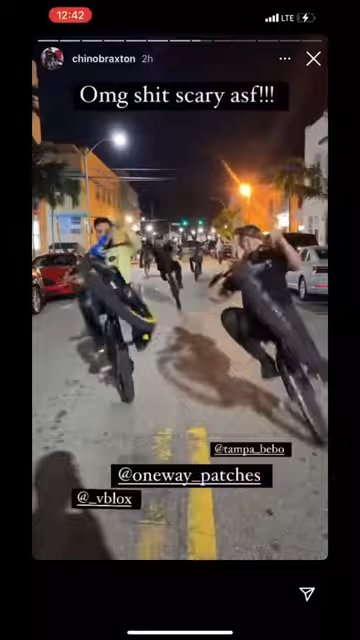 12:42
LTE
chinobraxton 2h
Omg shit scary asf!!!
@tampa_bebo
@oneway_patches
@_vblox